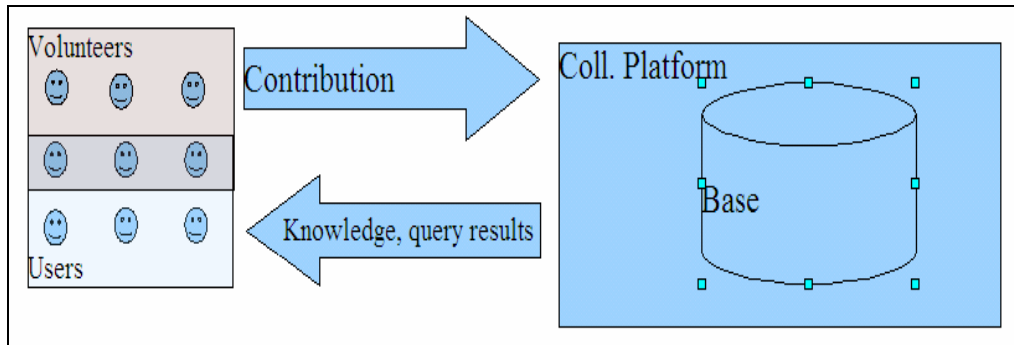 Volunteers
Contribution
Coll. Platform
Base
Knowledge, query results
Users